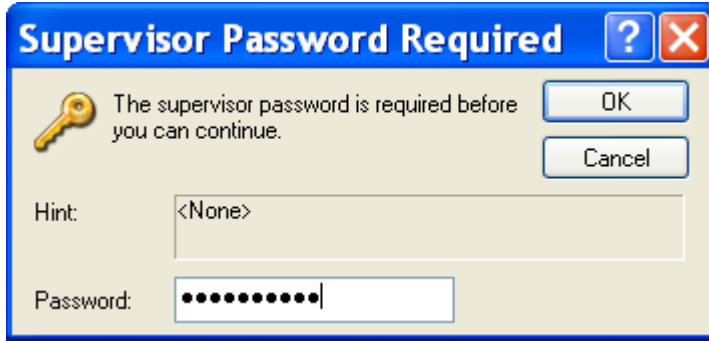 Supervisor Password Required
The supervisor password is required before
you can continue.
OK
Cancel
Hint:
<None>
Password: ●●●●●●●●●●